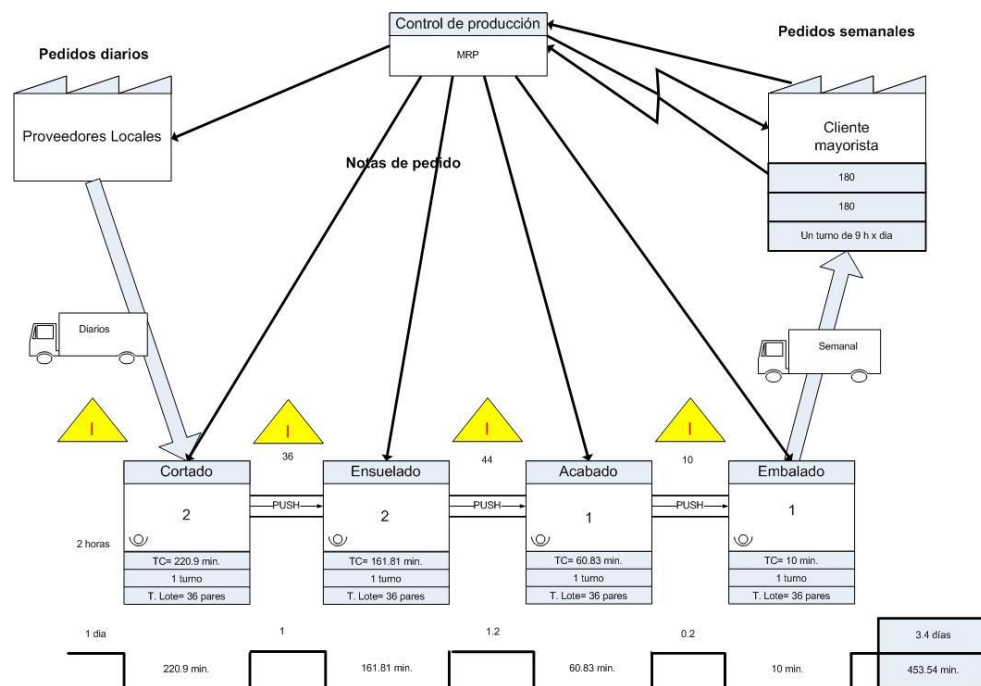 Control de producción
MRP
Pedidos diarios
Pedidos semanales
Proveedores Locales
Cliente
mayorista
180
180
Un turno de 9 h x dia
Notas de pedido
Diarios
Semanal
I
I
I
I
36
44
10
Cortado
Ensuelado
Acabado
Embalado
2
PUSH
2
PUSH
1
PUSH
1
2 horas
TC= 220.9 min.
TC= 161.81 min.
TC= 60.83 min.
TC= 10 min.
1 turno
1 turno
1 turno
1 turno
T. Lote= 36 pares
T. Lote= 36 pares
T. Lote= 36 pares
T. Lote= 36 pares
1 dia
1
1.2
0.2
3.4 días
220.9 min.
161.81 min.
60.83 min.
10 min.
453.54 min.